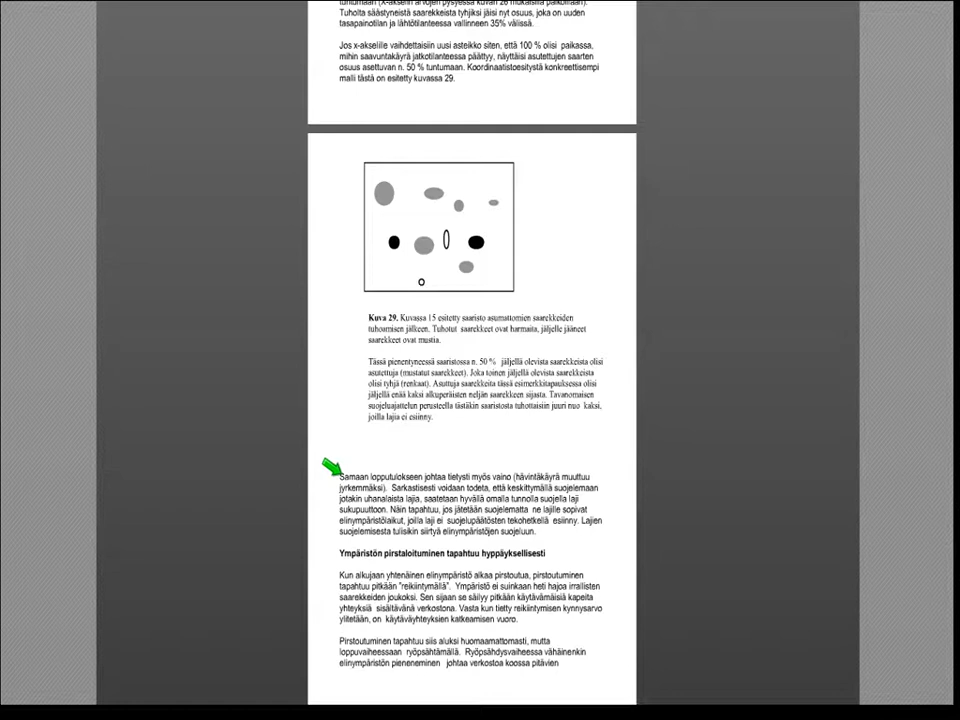 tuntumaan (x-akselin arvojen pysyessä kuvan 26 mukaisilla paikoillaan).
Tuholta säästyneistä saarekkeista tyhjiksi jäisi nyt osuus, joka on uuden
tasapainotilan ja lähtötilanteessa vallinneen 35% välissä.
Jos x-akselille vaihdettaisiin uusi asteikko siten, että 100 % olisi paikassa,
mihin saavuntakäyrä jatkotilanteessa päättyy, näyttäisi asutettujen saarten
osuus asettuvan n. 50 % tuntumaan. Koordinaatistoesitystä konkreettisempi
malli tästä on esitetty kuvassa 29.
Kuva 29. Kuvassa 15 esitetty saaristo asumattomien saarekkeiden
tuhoamisen jälkeen. Tuhotut saarekkeet ovat harmaita, jäljelle jääneet
saarekkeet ovat mustia.
Tässä pienentyneessä saaristossa n. 50 % jäljellä olevista saarekkeista olisi
asutettuja (mustatut saarekkeet). Joka toinen jäljellä olevista saarekkeista
olisi tyhjä (renkaat). Asuttuja saarekkeita tässä esimerkkitapauksessa olisi
jäljellä enää kaksi alkuperäisten neljän saarekkeen sijasta. Tavanomaisen
suojeluajattelun perusteella tästäkin saaristosta tuhottaisiin juuri nuo kaksi,
joilla lajia ei esiinny.
Samaan lopputulokseen johtaa tietysti myös vaino (hävintäkäyrä muuttuu
jyrkemmäksi). Sarkastisesti voidaan todeta, että keskittymällä suojelemaan
jotakin uhanalaista lajia, saatetaan hyvällä omalla tunnolla suojella laji
sukupuuttoon. Näin tapahtuu, jos jätetään suojelematta ne lajille sopivat
elinympäristölaikut, joilla laji ei suojelupäätösten tekohetkellä esiinny. Lajien
suojelemisesta tulisikin siirtyä elinympäristöjen suojeluun.
Ympäristön pirstaloituminen tapahtuu hyppäyksellisesti
Kun alkujaan yhtenäinen elinympäristö alkaa pirstoutua, pirstoutuminen
tapahtuu pitkään "reikiintymällä". Ympäristö ei suinkaan heti hajoa irrallisten
saarekkeiden joukoksi. Sen sijaan se säilyy pitkään käytävämäisiä kapeita
yhteyksiä sisältävänä verkostona. Vasta kun tietty reikiintymisen kynnysarvo
ylitetään, on käytäväyhteyksien katkeamisen vuoro.
Pirstoutuminen tapahtuu siis aluksi huomaamattomasti, mutta
loppuvaiheessaan ryöpsähtämällä. Ryöpsähdysvaiheessa vähäinenkin
elinympäristön pieneneminen johtaa verkostoa koossa pitävien